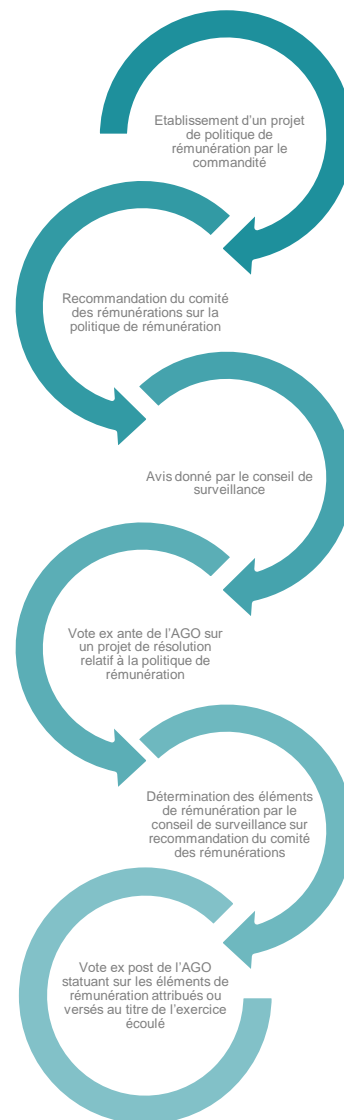 Etablissement d'un projet
de politique de
rémunération par le
commandité
Recommandation du comité
des rémunérations sur la
politique de rémunération
Avis donné par le conseil de
surveillance
Vote ex ante de l'AGO sur
un projet de résolution
relatif à la politique de
rémunération
Détermination des éléments
de rémunération par le
conseil de surveillance sur
recommandation du comité
des rémunérations
Vote ex post de l'AGO
statuant sur les éléments de
rémunération attribués ou
versés au titre de l'exercice
écoulé